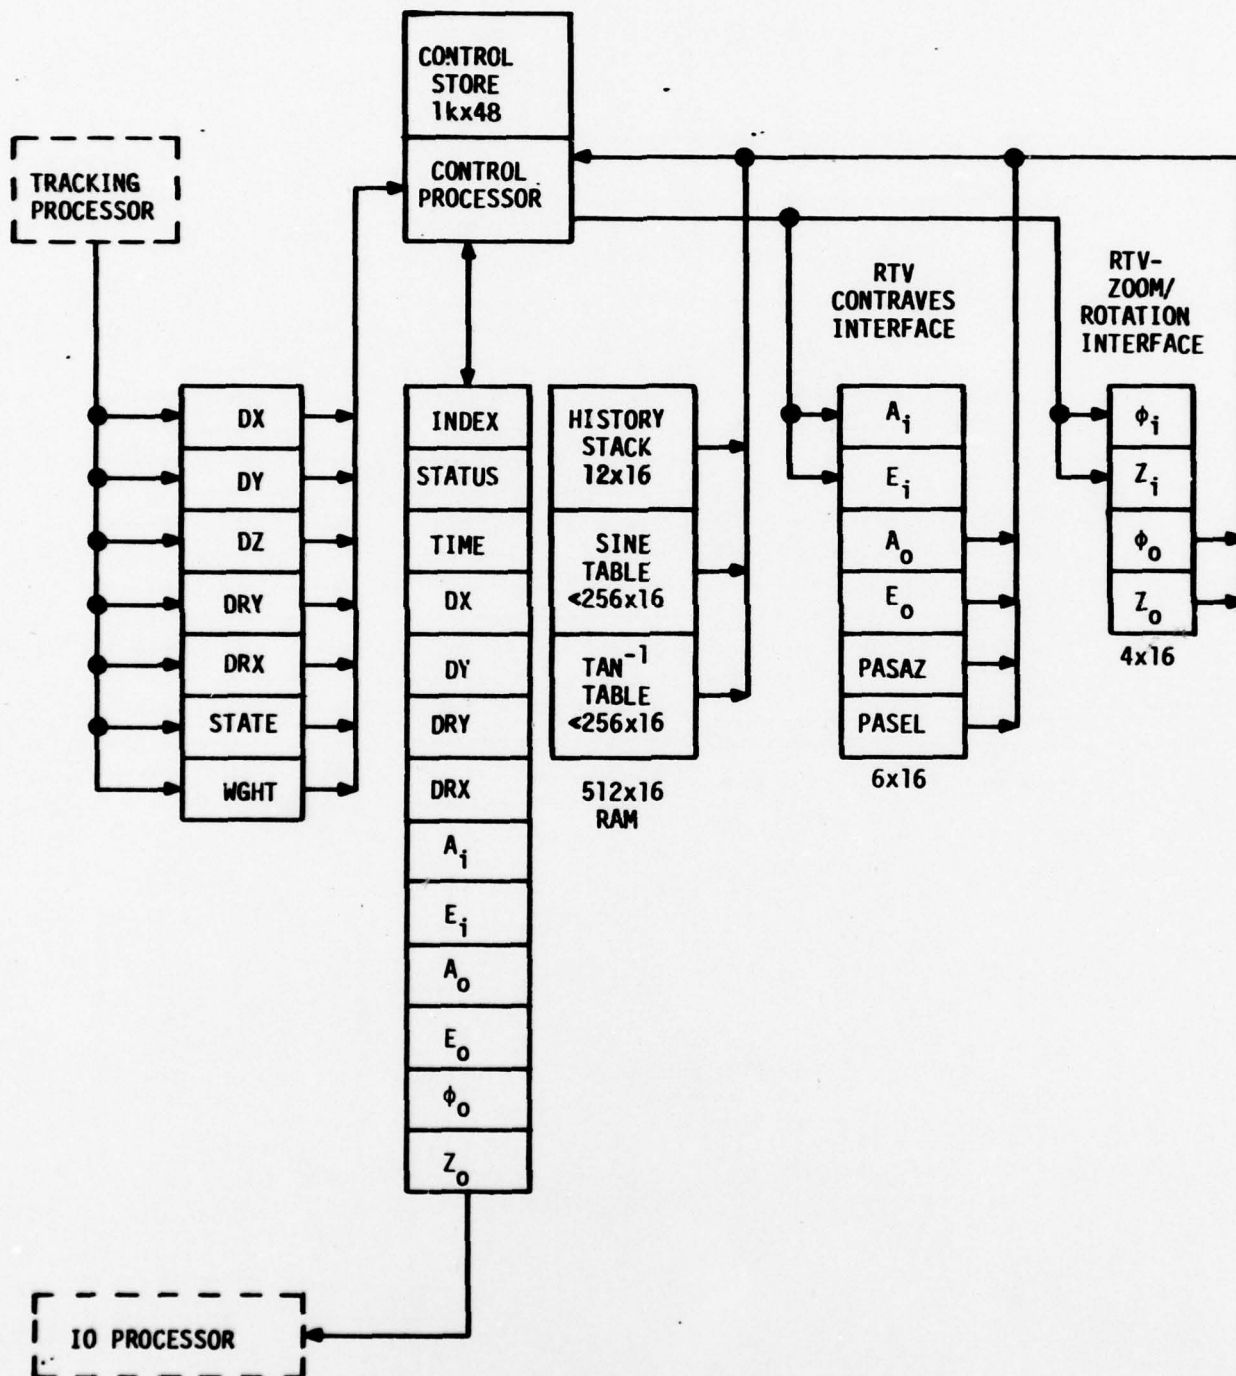 CONTROL
STORE
1kx48
CONTROL
PROCESSOR
TRACKING
PROCESSOR
DX
DY
DZ
DRY
DRX
STATE
WGHT
INDEX
STATUS
TIME
DX
DY
DRY
DRX
Ai
Ei
Ao
Eo
ϕo
Zo
HISTORY
STACK
12x16
SINE
TABLE
<256x16
TAN-1
TABLE
<256x16
512x16
RAM
RTV
CONTRAVES
INTERFACE
Ai
Ei
Ao
Eo
PASAZ
PASEL
6x16
RTV-
ZOOM/
ROTATION
INTERFACE
ϕi
Zi
ϕo
Zo
4x16
IO PROCESSOR